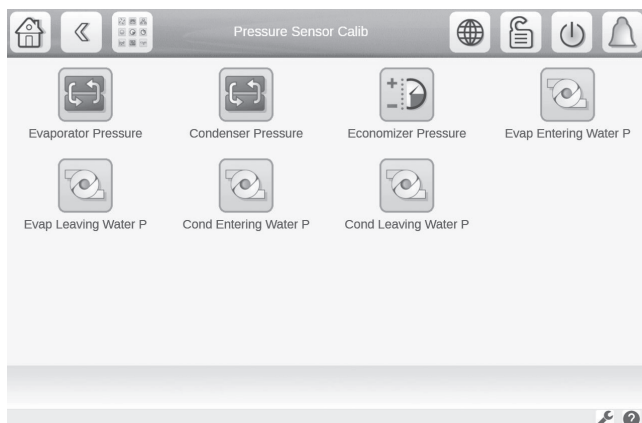 Pressure Sensor Calib
Evaporator Pressure Condenser Pressure Economizer Pressure Evap Entering Water P
Evap Leaving Water P Cond Entering Water P Cond Leaving Water P